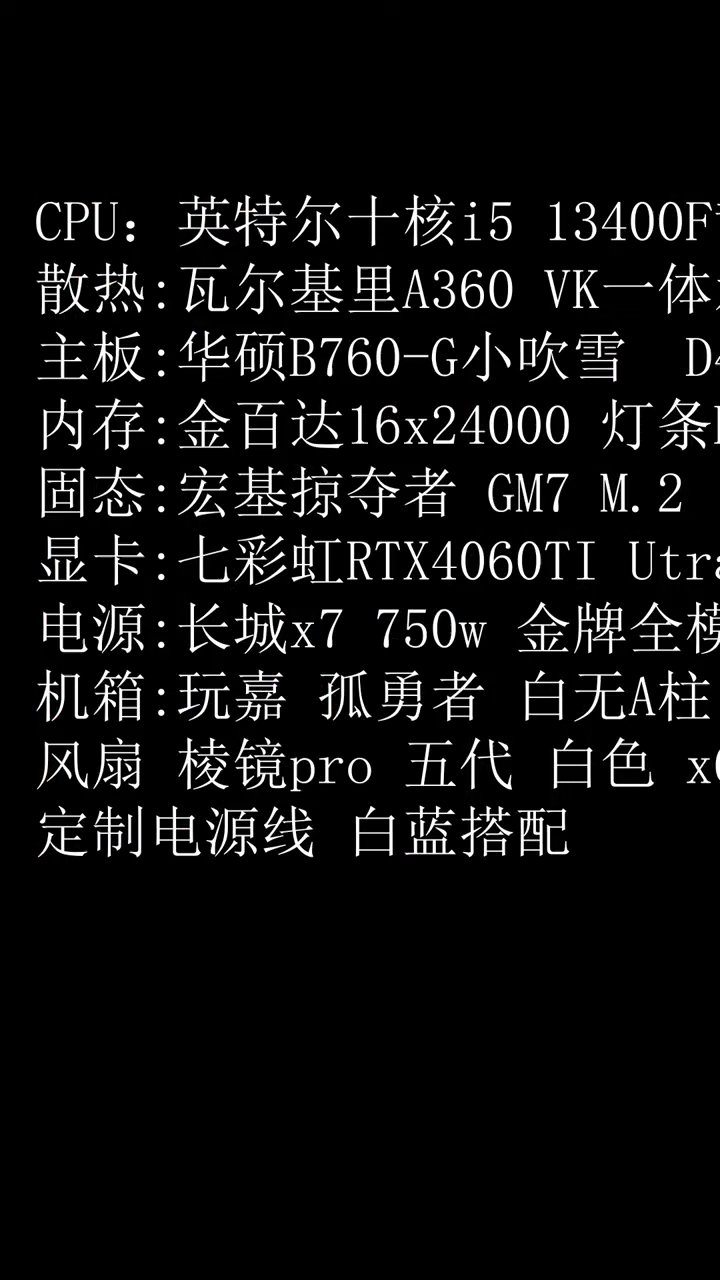 CPU：英特尔十核i5 13400F
散热:瓦尔基里A360 VK一体
主板:华硕B760-G小吹雪 D4
内存:金百达16x24000 灯条
固态:宏基掠夺者 GM7 M.2
显卡:七彩虹RTX4060TI Utra
电源:长城x7 750w 金牌全模
机箱:玩嘉 孤勇者 白无A柱
风扇 棱镜pro 五代 白色 x6
定制电源线 白蓝搭配